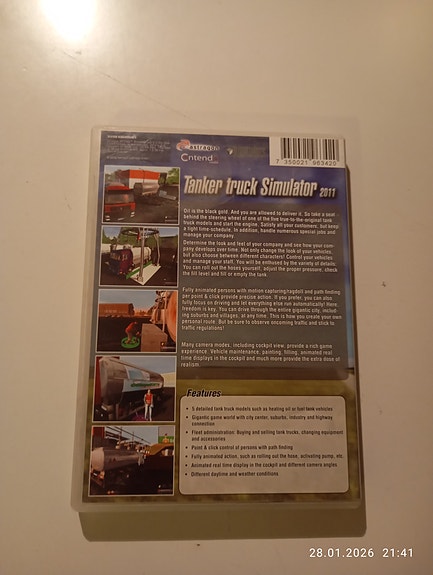 astragon
Contend
7 350021 963420
Tanker truck Simulator 2011
Oil is the black gold. And you are allowed to deliver it. So take a seat -
behind the steering wheel of one of the five true-to-the-original tank
truck models and start the engine. Satisfy all your customers, but keep
a tight time-schedule. In addition, handle numerous special jobs and
manage your company.
Determine the look and feel of your company and see how your com-
pany develops over time. Not only change the look of your vehicles,
but also choose between different characters! Control your vehicles
and manage your staff. You will be enthused by the variety of details:
You can roll out the hoses yourself, adjust the proper pressure, check
the fill level and fill or empty the tank.
Fully animated persons with motion capturing/ragdoll and path finding
per point & click provide precise action. If you prefer, you can also
fully focus on driving and let everything else run automatically! Here
freedom is key: You can drive through the entire gigantic city, includ-
ing suburbs and villages, at any time. This is how you create your own
personal route. But be sure to observe oncoming traffic and stick to
traffic regulations!
Many camera modes, including cockpit view, provide a rich game
experience. Vehicle maintenance, painting, filling, animated real
time displays in the cockpit and much more provide the extra dose of
realism.
Features
• 5 detailed tank truck models such as heating oil or fuel vehicles
• Gigantic game world with city center, suburbs, industry and highway
connection
• Fleet administration: Buying and selling tank trucks, changing equipment
and accessories
• Point & click control of persons with path finding
• Fully animated action, such as rolling out the hose, activating pump, etc.
• Animated real time display in the cockpit and different camera angles
• Different daytime and weather conditions
28.01.2026 21:41